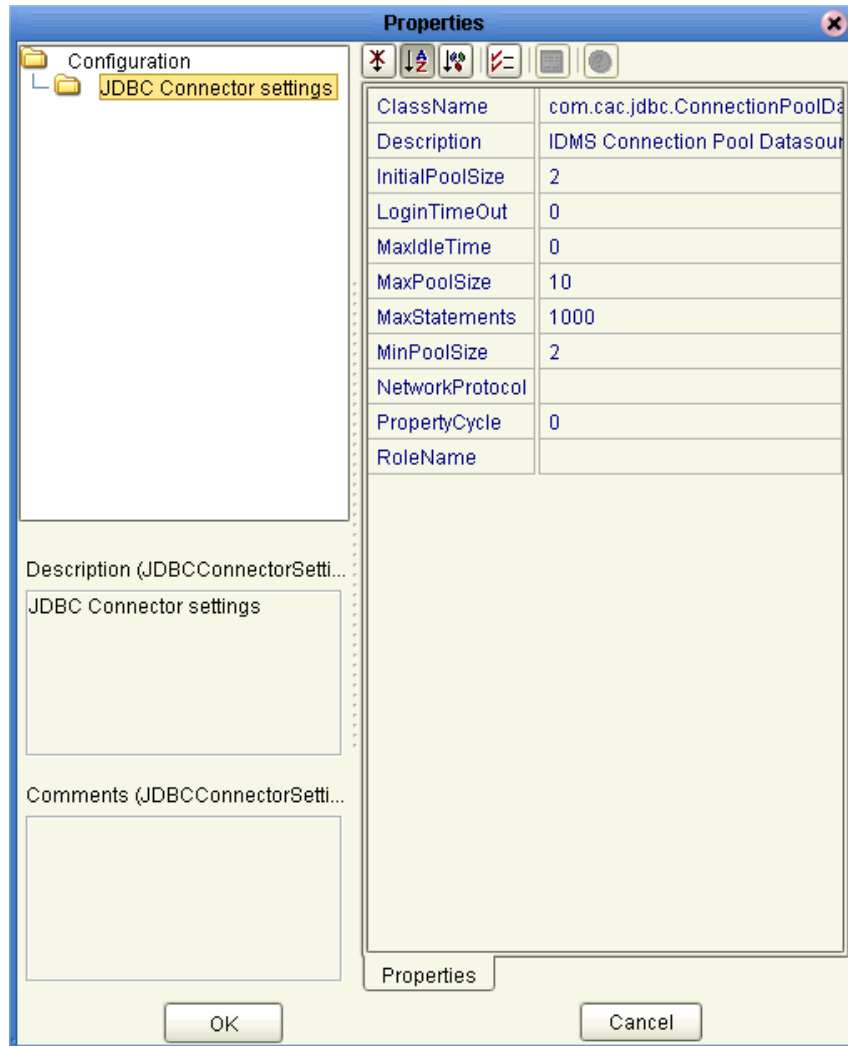 Properties
Configuration
JDBC Connector settings
ClassName com.cac.jdbc.ConnectionPoolDa
Description IDMS Connection Pool Datasour
InitialPoolSize 2
LoginTimeOut 0
MaxIdleTime 0
MaxPoolSize 10
MaxStatements 1000
MinPoolSize 2
NetworkProtocol
PropertyCycle 0
RoleName
Description (JDBCConnectorSetti...
JDBC Connector settings
Comments (JDBCConnectorSetti...
Properties
OK Cancel